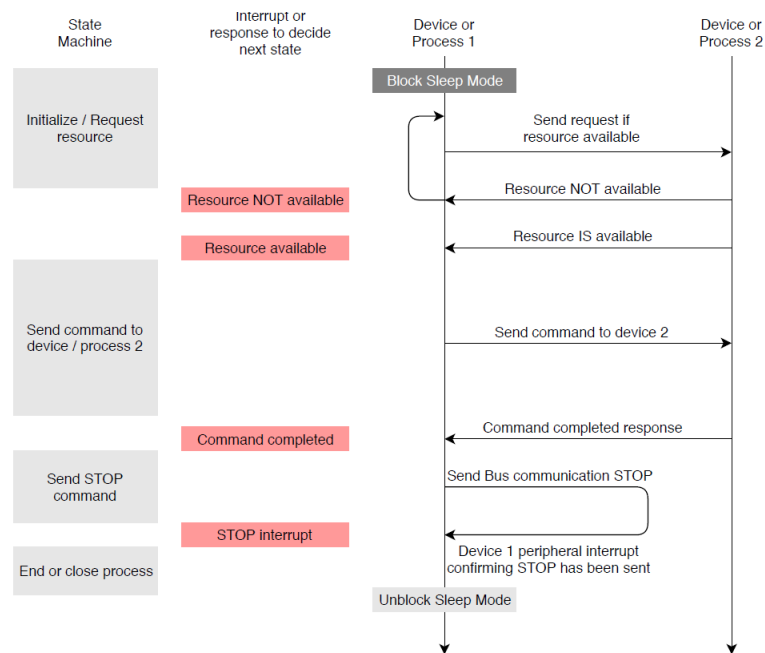 State
Machine
Interrupt or
response to decide
next state
Device or
Process 1
Device or
Process 2
Block Sleep Mode
Initialize / Request
resource
Send request if
resource available
Resource NOT available
Resource NOT available
Resource available
Resource IS available
Send command to
device / process 2
Send command to device 2
Command completed
Command completed response
Send STOP
command
Send Bus communication STOP
STOP interrupt
Device 1 peripheral interrupt
confirming STOP has been sent
End or close process
Unblock Sleep Mode